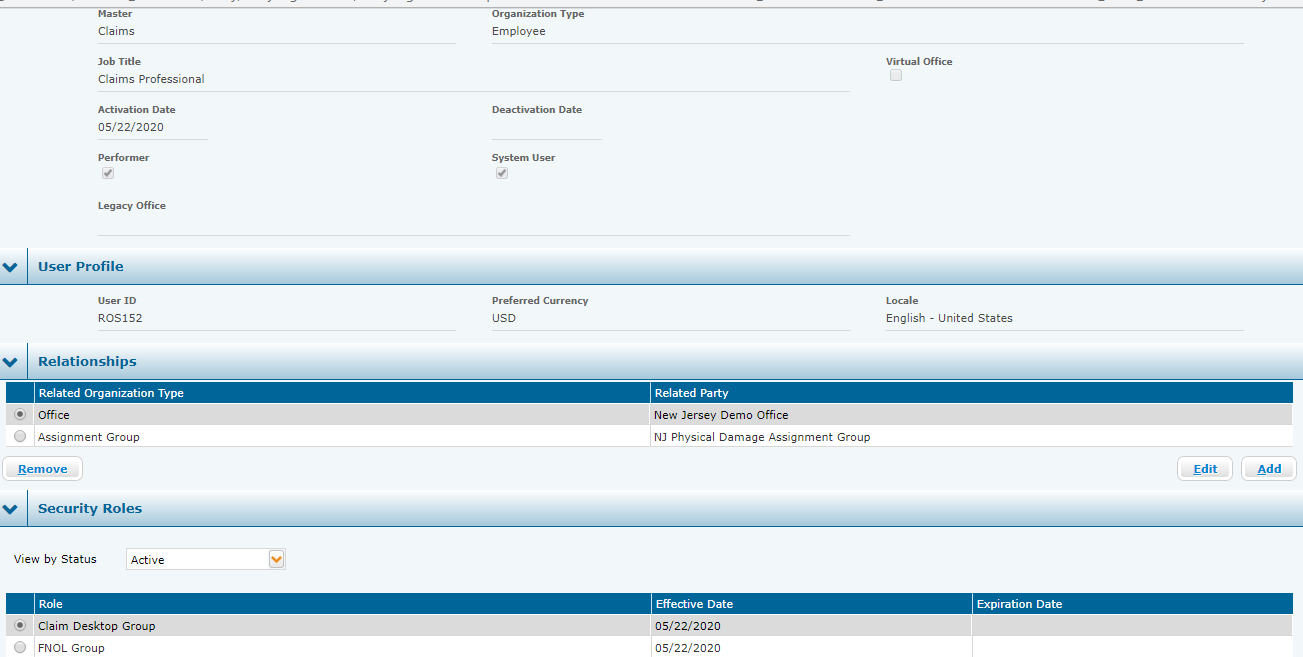 Master Organization Type
Claims Employee
Job Title Virtual Office
Claims Professional
Activation Date Deactivation Date
05/22/2020
Performer System User
Legacy Office
User Profile
User ID Preferred Currency Locale
ROS152 USD English - United States
Relationships
Related Organization Type Related Party
Office New Jersey Demo Office
Assignment Group NJ Physical Damage Assignment Group
Remove Edit Add
Security Roles
View by Status Active
Role Effective Date Expiration Date
Claim Desktop Group 05/22/2020
FNOL Group 05/22/2020